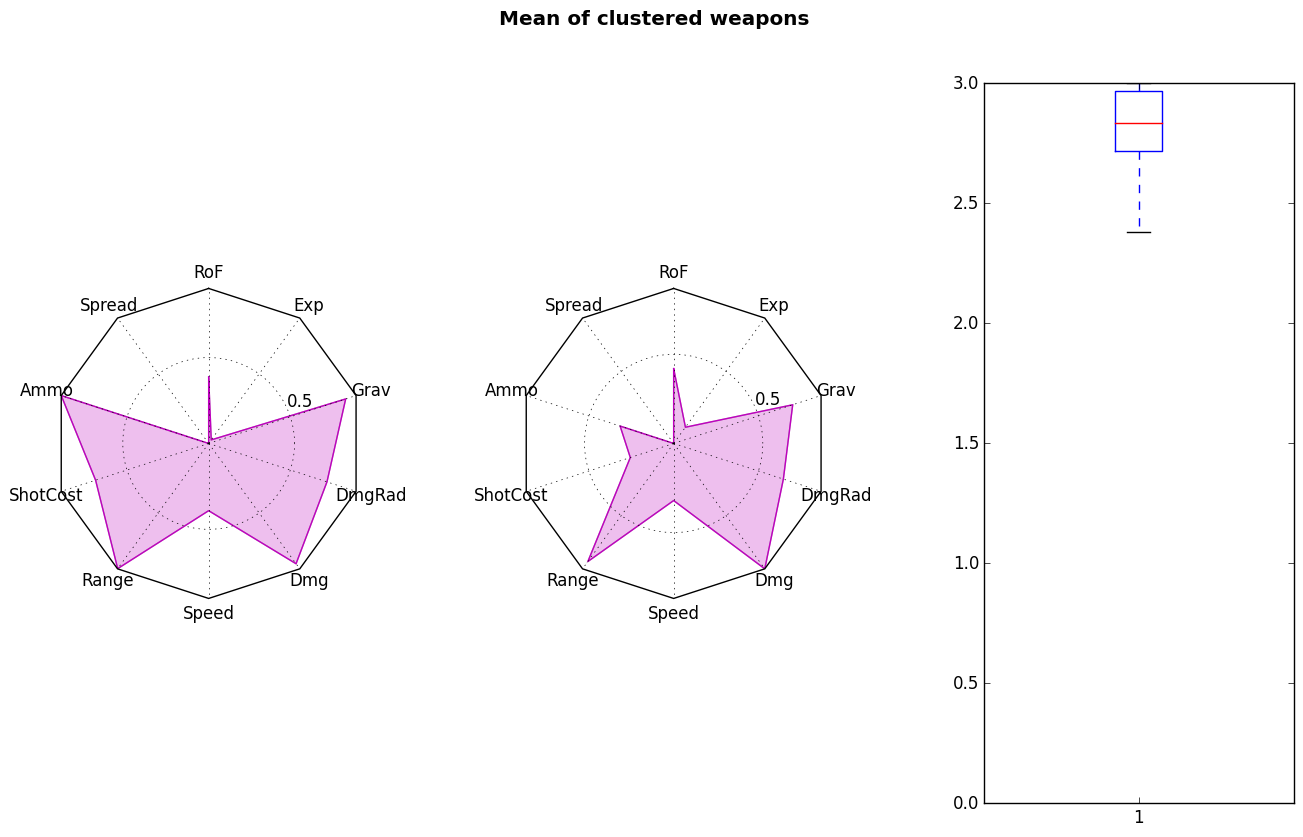 Mean of clustered weapons
RoF
Spread
Exp
Ammo
Grav
0.5
ShotCost
DmgRad
Range
Dmg
Speed
RoF
Spread
Exp
Ammo
Grav
0.5
ShotCost
DmgRad
Range
Dmg
Speed
3.0
2.5
2.0
1.5
1.0
0.5
0.0
1